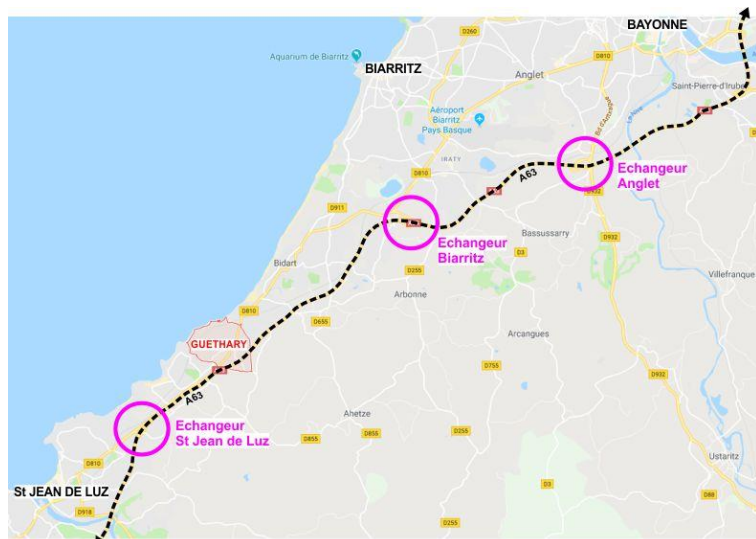 BAYONNE
D260
D810
Aquarium de Biarritz
BIARRITZ
Anglet
Saint-Pierre-d'Irube
Aéroport
Biarritz
Pays Basque
IRATY
D810
A63
D932
Echangeur
Anglet
D911
D932
Echangeur
Biarritz
Bassussarry
D3
Bidart
D255
Villefranque
Arbonne
D810
D655
GUETHARY
Arcangues
D755
D932
A63
Ahetze
Echangeur
St Jean de Luz
D855
D855
D255
D810
Ustaritz
D3
St JEAN DE LUZ
D88
D918
D255